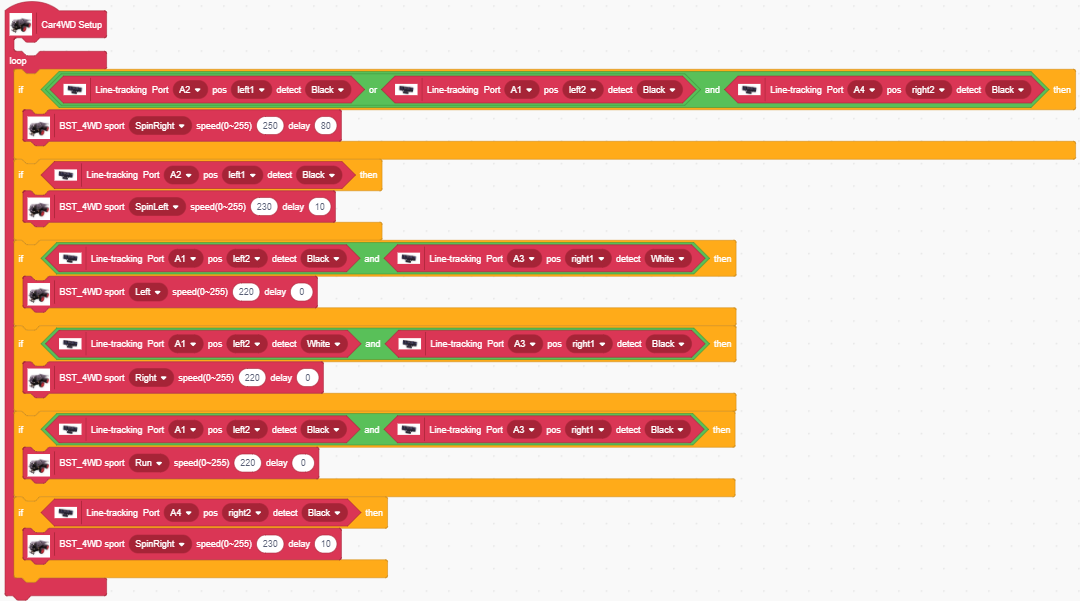 Car4WD Setup
loop
if Line-tracking Port A2 pos left1 detect Black or Line-tracking Port A1 pos left2 detect Black and Line-tracking Port A4 pos right2 detect Black then
BST_4WD sport SpinRight speed(0~255) 250 delay 80
if Line-tracking Port A2 pos left1 detect Black then
BST_4WD sport SpinLeft speed(0~255) 230 delay 10
if Line-tracking Port A1 pos left2 detect Black and Line-tracking Port A3 pos right1 detect White then
BST_4WD sport Left speed(0~255) 220 delay 0
if Line-tracking Port A1 pos left2 detect White and Line-tracking Port A3 pos right1 detect Black then
BST_4WD sport Right speed(0~255) 220 delay 0
if Line-tracking Port A1 pos left2 detect Black and Line-tracking Port A3 pos right1 detect Black then
BST_4WD sport Run speed(0~255) 220 delay 0
if Line-tracking Port A4 pos right2 detect Black then
BST_4WD sport SpinRight speed(0~255) 230 delay 10